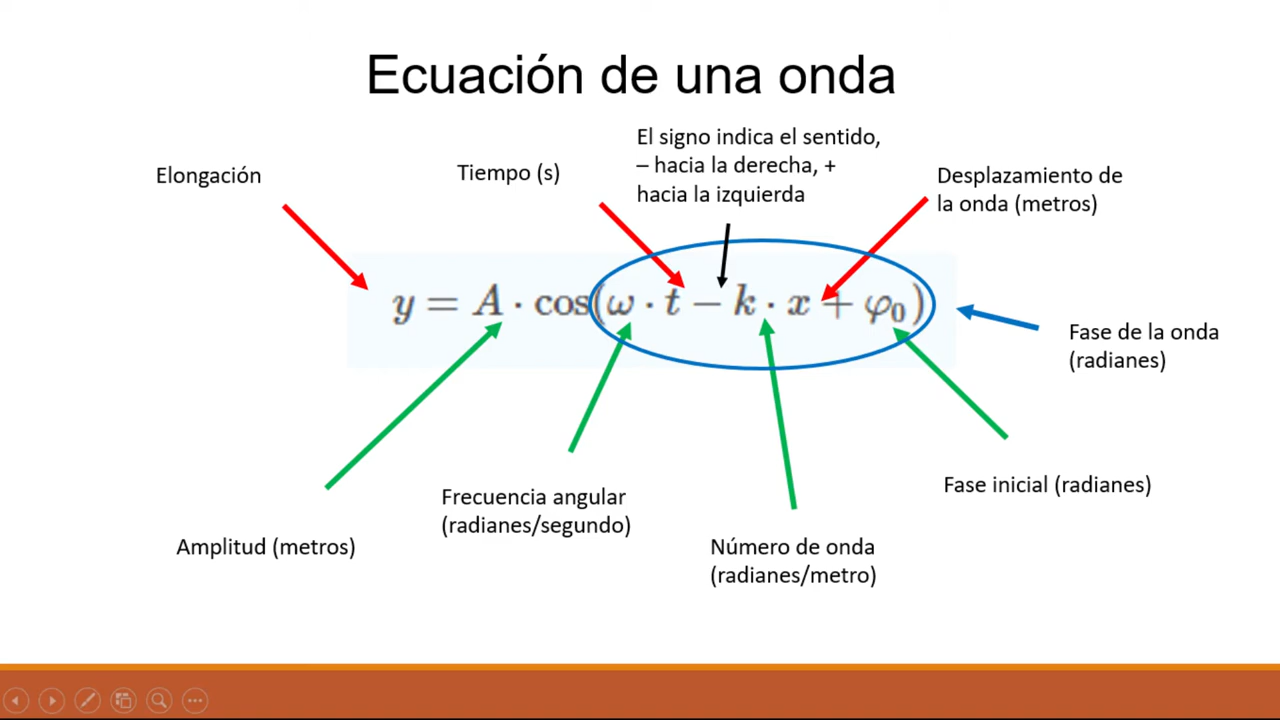 Ecuación de una onda
El signo indica el sentido,
– hacia la derecha, +
hacia la izquierda
Elongación
Tiempo (s)
Desplazamiento de
la onda (metros)
y = A · cos(ω · t − k · x + φ₀)
Fase de la onda
(radianes)
Amplitud (metros)
Frecuencia angular
(radianes/segundo)
Número de onda
(radianes/metro)
Fase inicial (radianes)